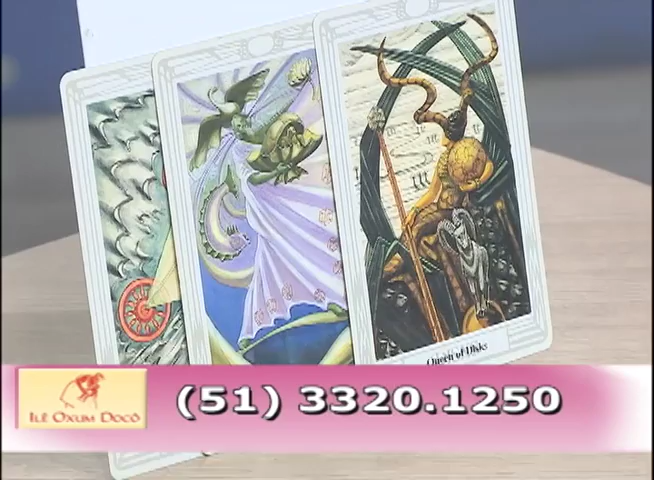 Queen of Disks
ILÊ OXUM DOCÔ
(51) 3320.1250